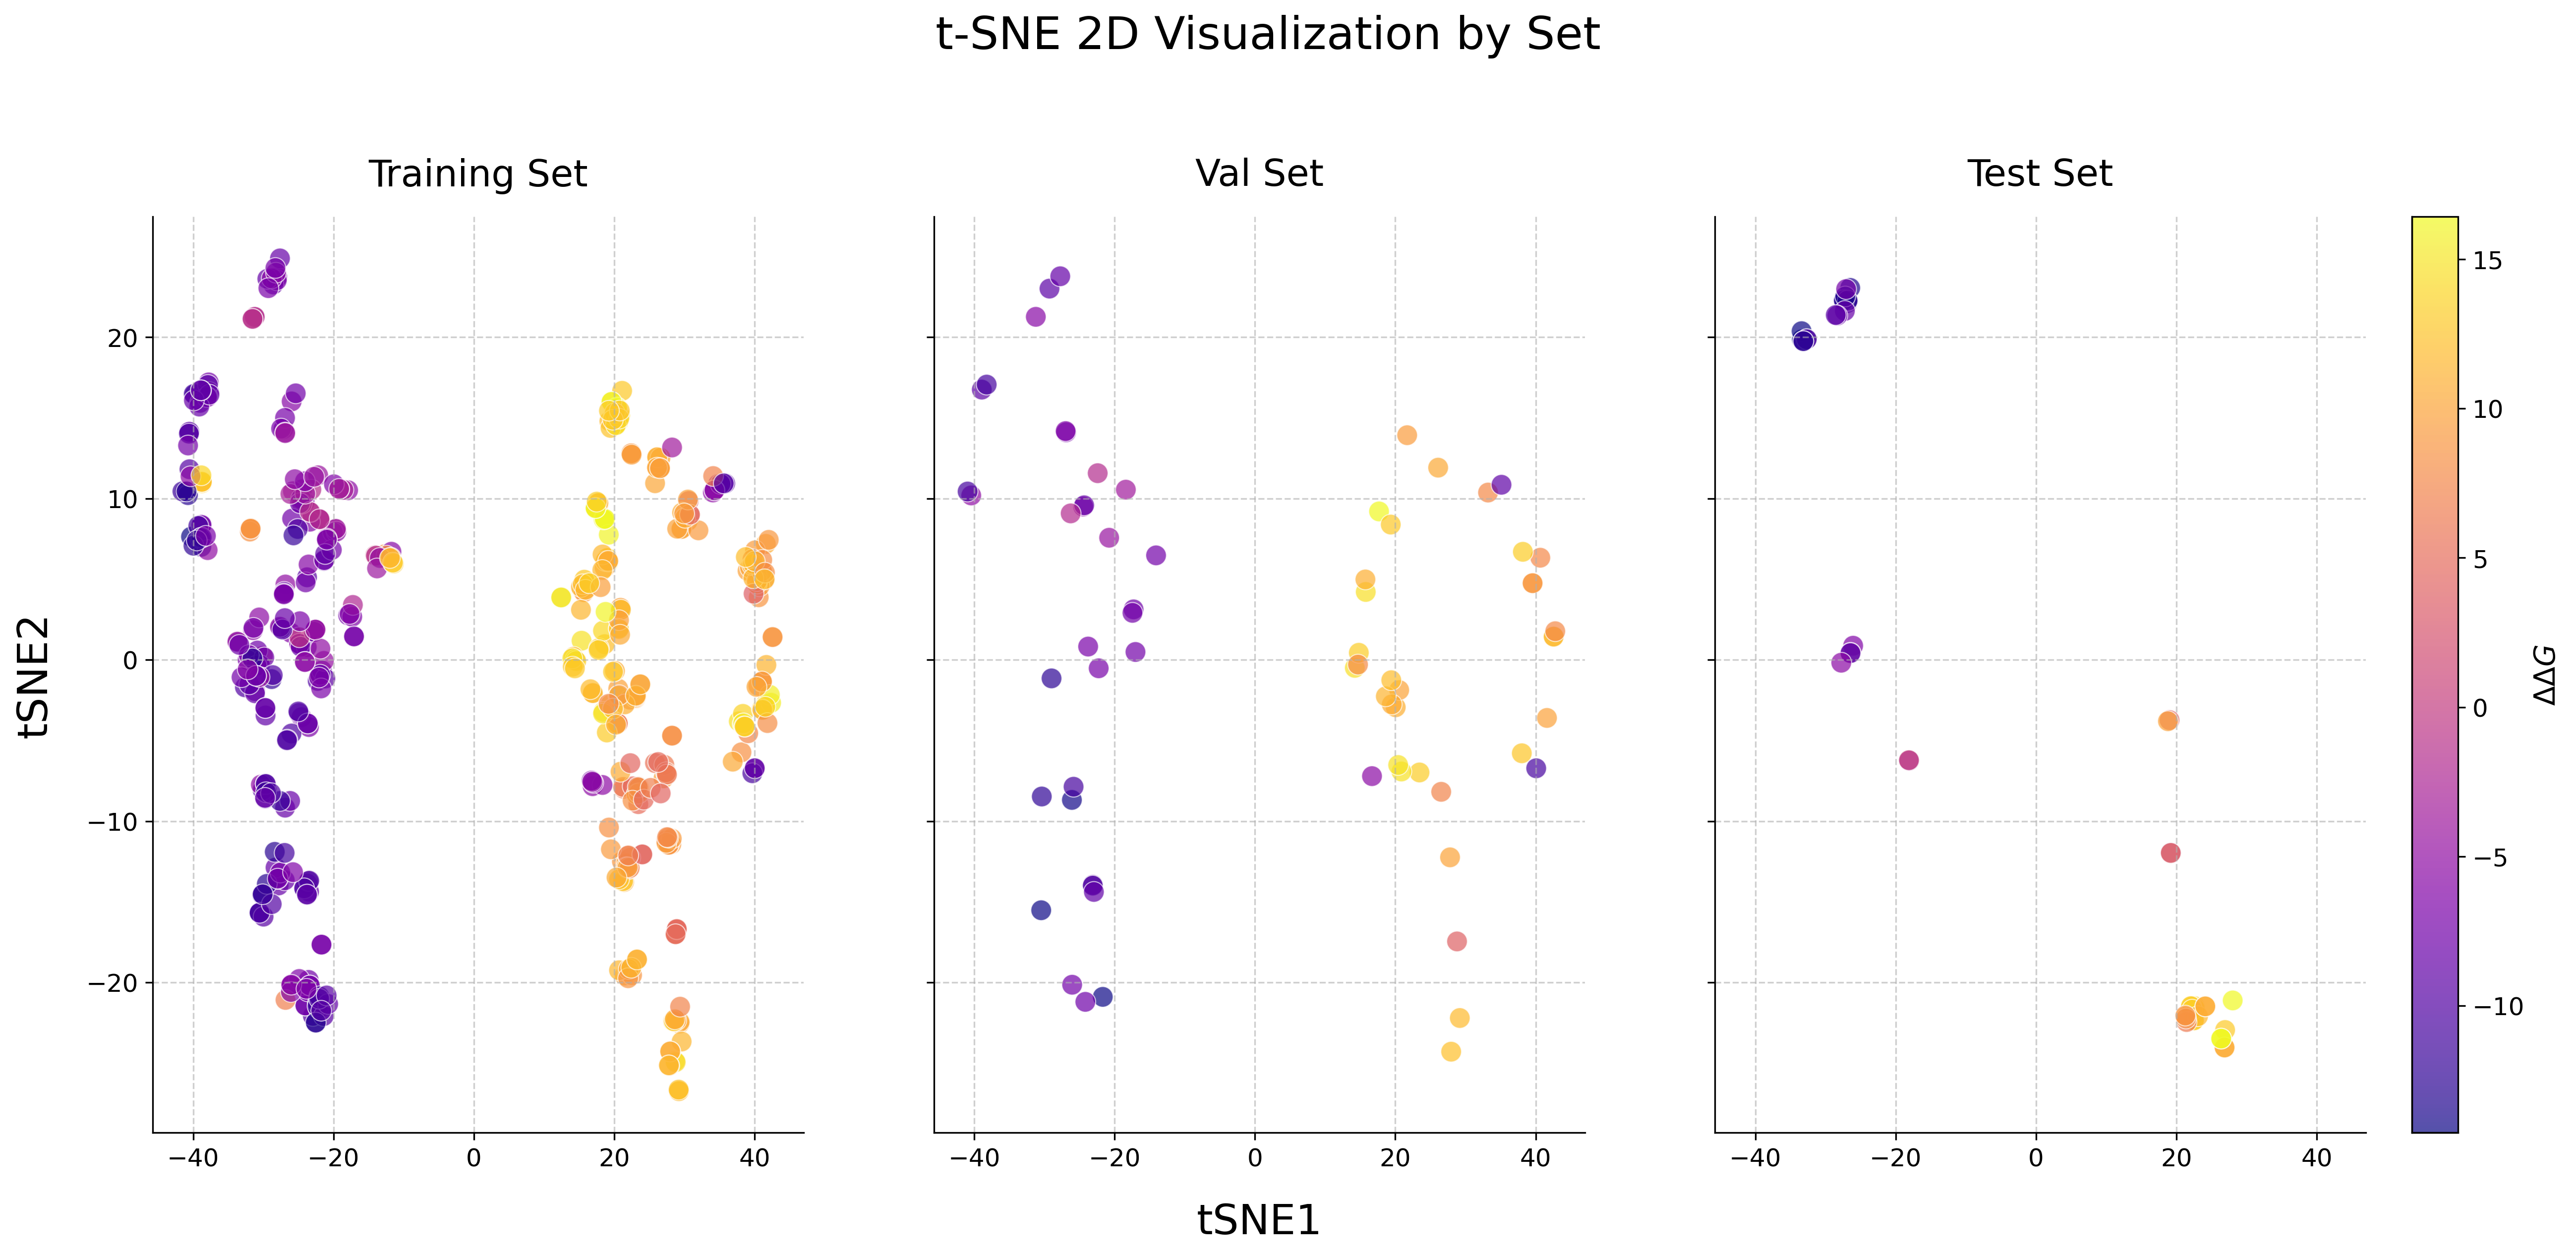 t-SNE 2D Visualization by Set
Training Set
Val Set
Test Set
tSNE2
20
10
0
−10
−20
−40 −20 0 20 40
−40 −20 0 20 40
−40 −20 0 20 40
tSNE1
15
10
5
0
−5
−10
ΔΔG